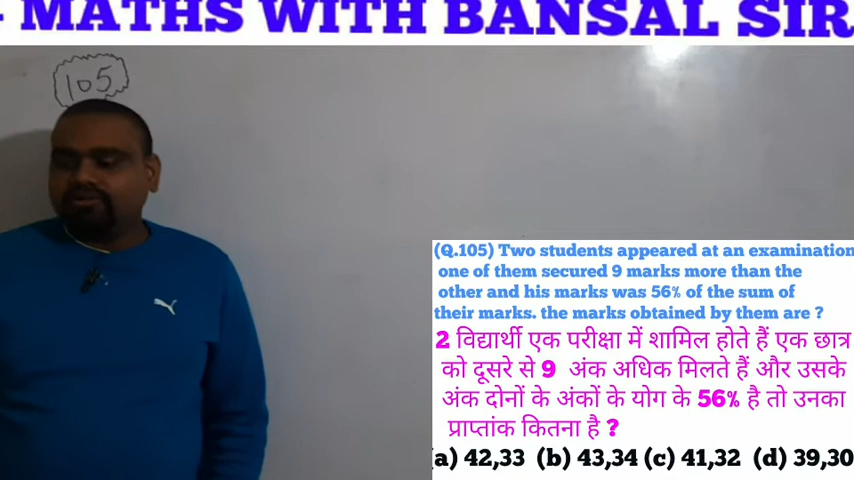 - MATHS WITH BANSAL SIR
105
(Q.105) Two students appeared at an examination
one of them secured 9 marks more than the
other and his marks was 56% of the sum of
their marks. the marks obtained by them are ?
2 विद्यार्थी एक परीक्षा में शामिल होते हैं एक छात्र
को दूसरे से 9 अंक अधिक मिलते हैं और उसके
अंक दोनों के अंकों के योग के 56% है तो उनका
प्राप्तांक कितना है ?
(a) 42,33 (b) 43,34 (c) 41,32 (d) 39,30